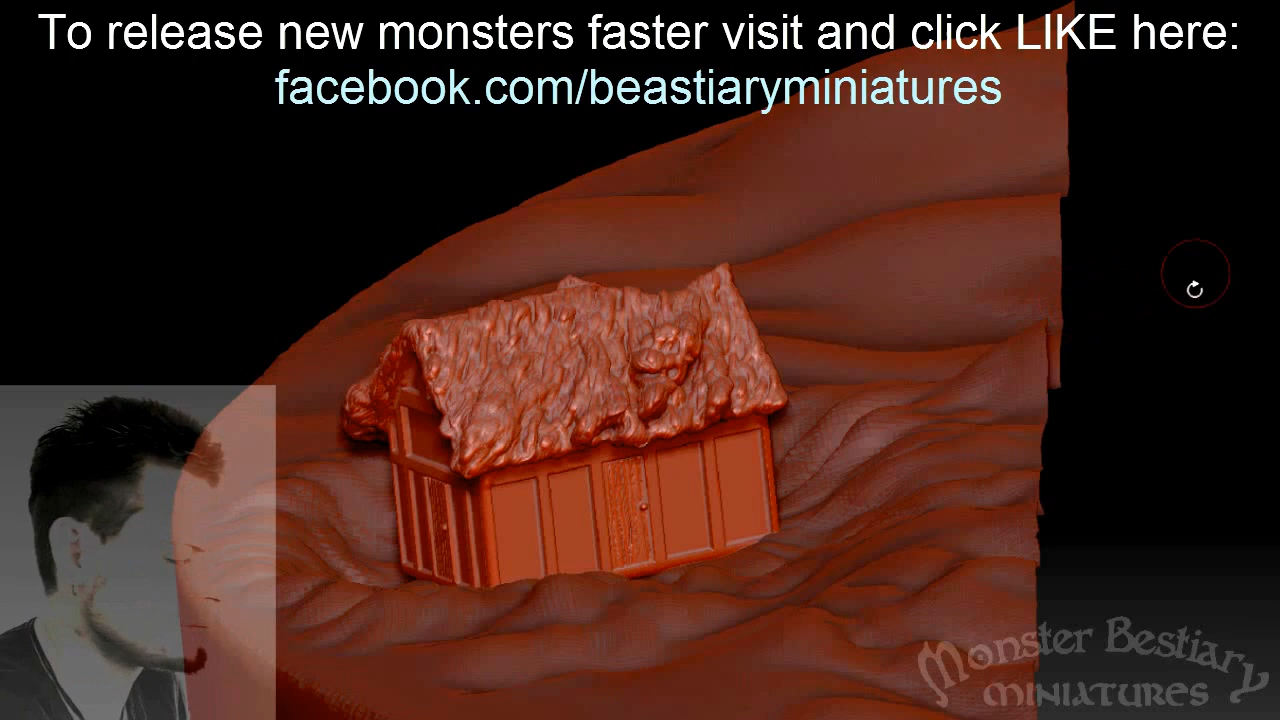 To release new monsters faster visit and click LIKE here:
facebook.com/beastiaryminiatures
Monster Bestiary
MINIATURES